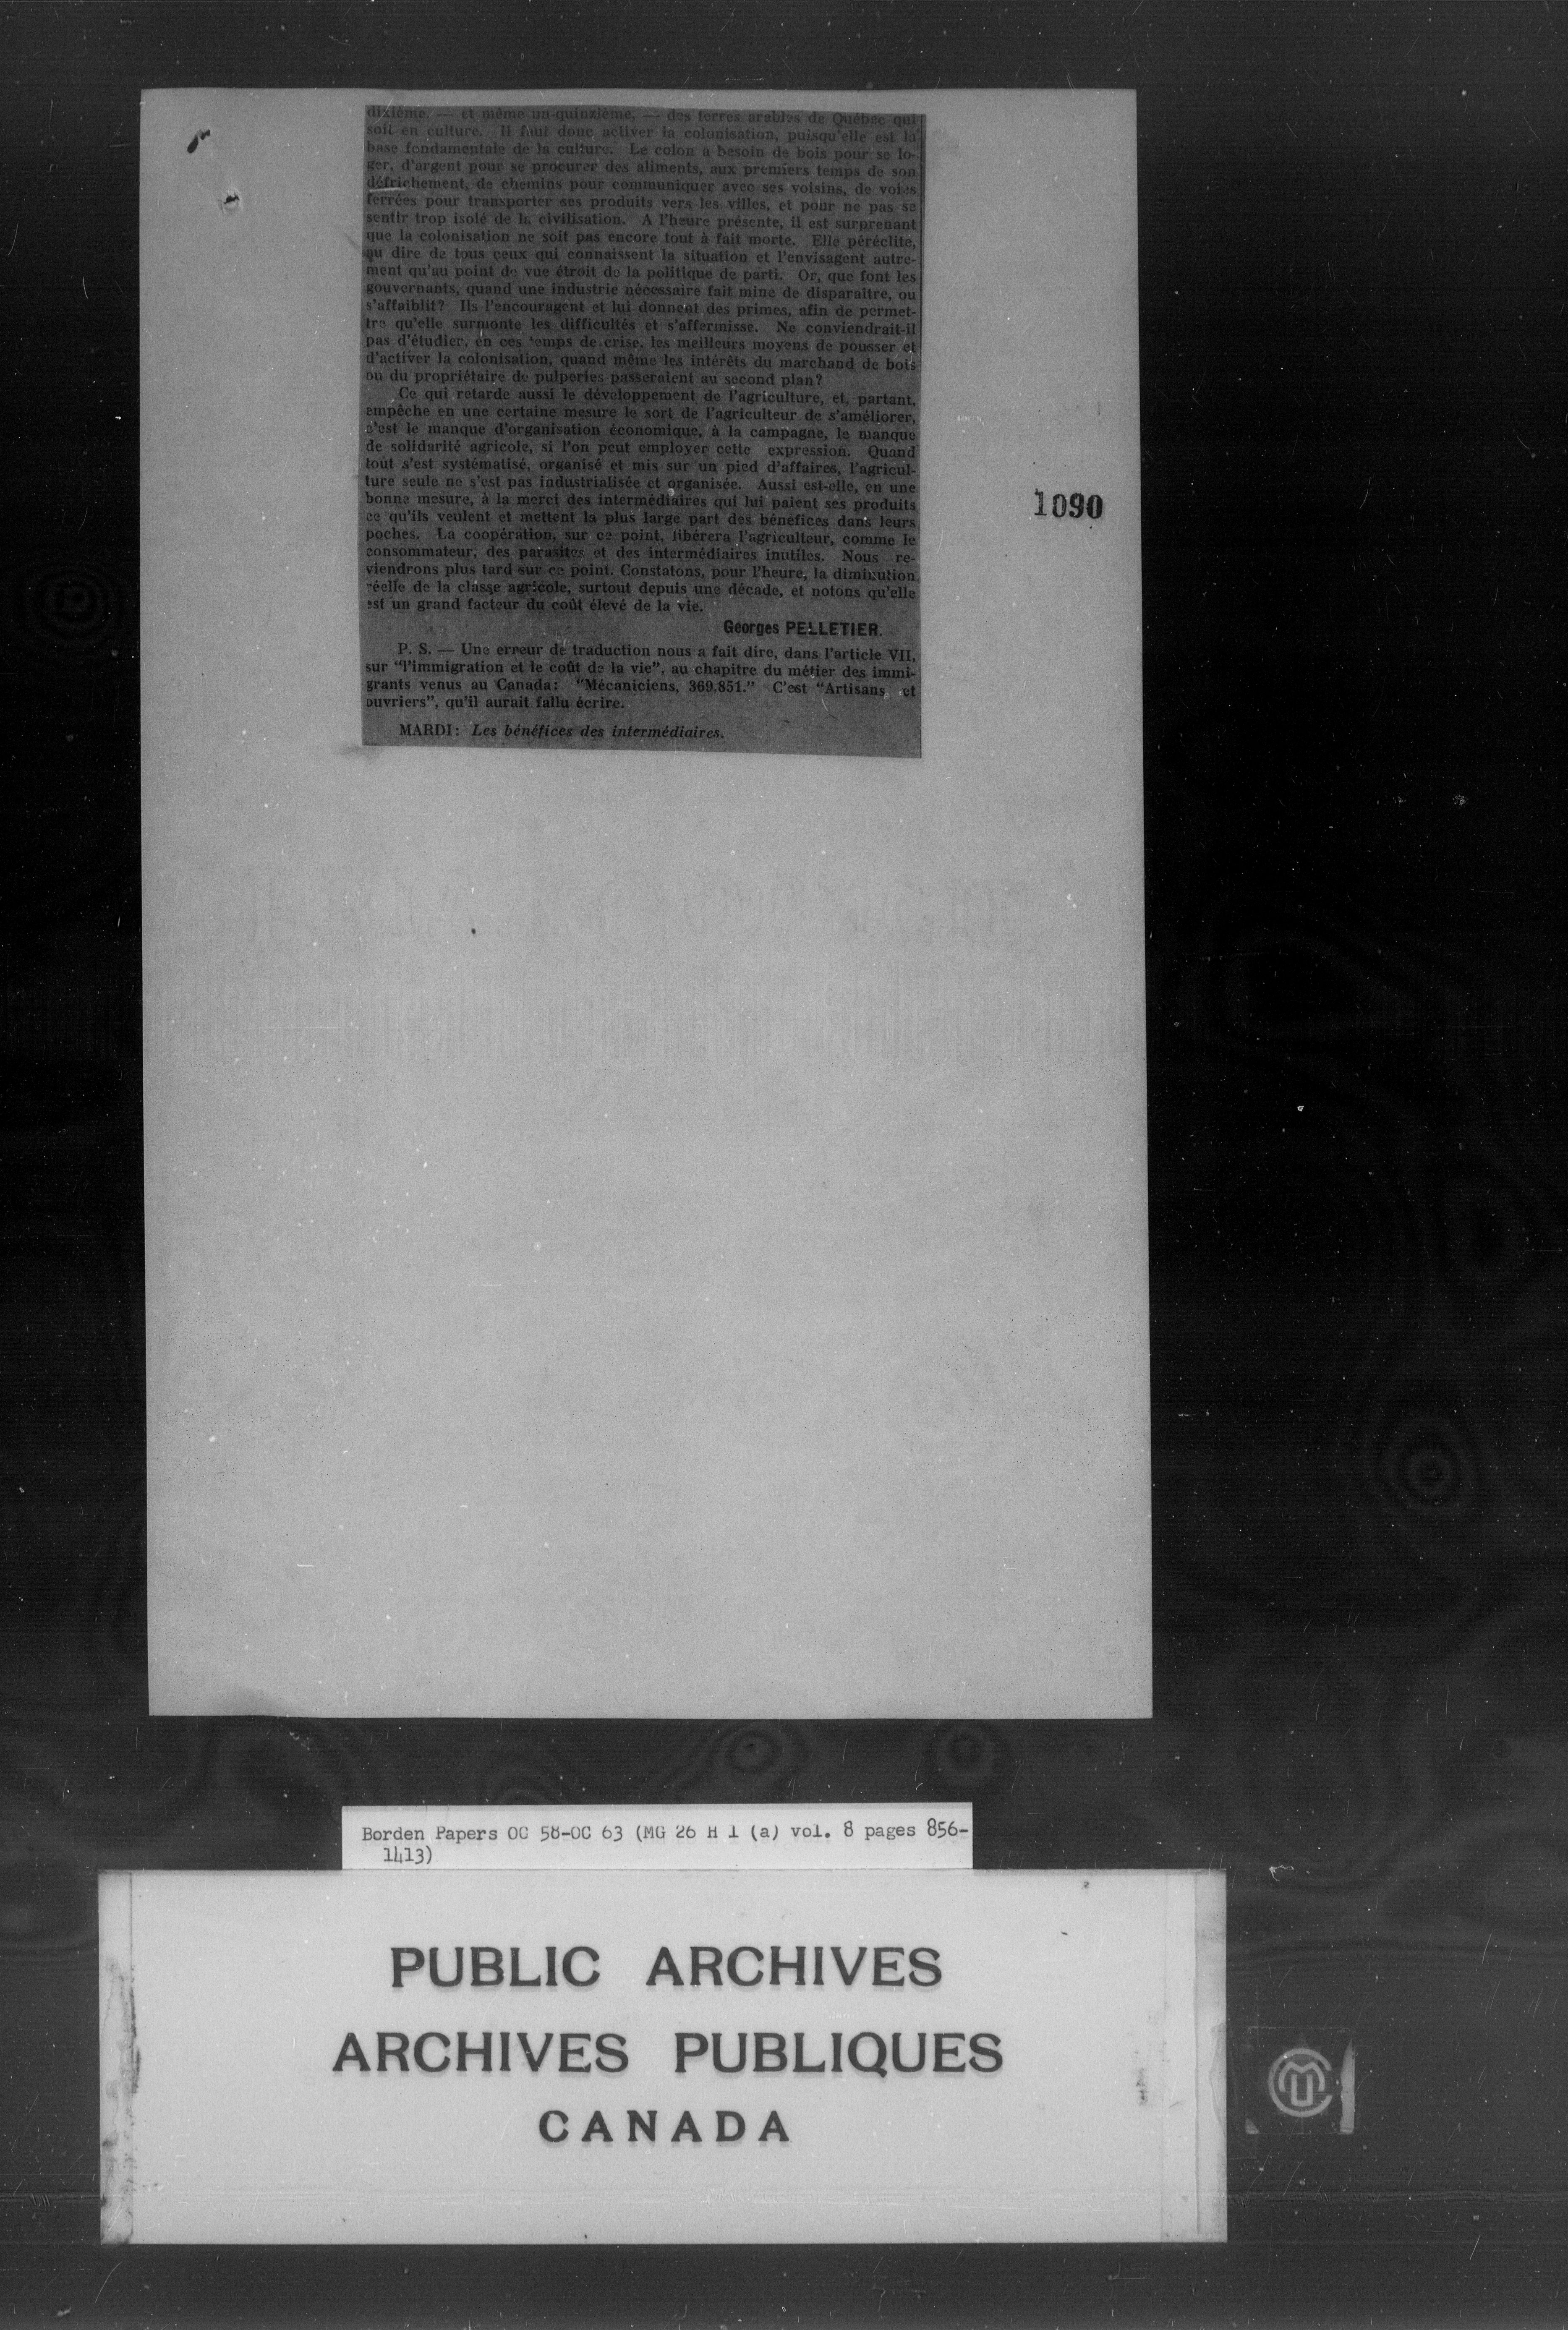 dixième, — et même un-quinzième, — des terres arables de Québec qui
soit en culture. Il faut donc activer la colonisation, puisqu'elle est la
base fondamentale de la culture. Le colon a besoin de bois pour se lo-
ger, d'argent pour se procurer des aliments, aux premiers temps de son
défrichement, de chemins pour communiquer avec ses voisins, de voies
ferrées pour transporter ses produits vers les villes, et pour ne pas se
sentir trop isolé de la civilisation. A l'heure présente, il est surprenant
que la colonisation ne soit pas encore tout à fait morte. Elle péréclite,
au dire de tous ceux qui connaissent la situation et l'envisagent autre-
ment qu'au point de vue étroit de la politique de parti. Or, que font les
gouvernants, quand une industrie nécessaire fait mine de disparaître, ou
s'affaiblit? Ils l'encouragent et lui donnent des primes, afin de permet-
tre qu'elle surmonte les difficultés et s'affermisse. Ne conviendrait-il
pas d'étudier, en ces temps de crise, les meilleurs moyens de pousser et
d'activer la colonisation, quand même les intérêts du marchand de bois
ou du propriétaire de pulperies passeraient au second plan?
Ce qui retarde aussi le développement de l'agriculture, et, partant,
empêche en une certaine mesure le sort de l'agriculteur de s'améliorer,
c'est le manque d'organisation économique, à la campagne, le manque
de solidarité agricole, si l'on peut employer cette expression. Quand
tout s'est systématisé, organisé et mis sur un pied d'affaires, l'agricul-
ture seule ne s'est pas industrialisée et organisée. Aussi est-elle, en une
bonne mesure, à la merci des intermédiaires qui lui paient ses produits
ce qu'ils veulent et mettent la plus large part des bénéfices dans leurs
poches. La coopération, sur ce point, libérera l'agriculteur, comme le
consommateur, des parasites et des intermédiaires inutiles. Nous re-
viendrons plus tard sur ce point. Constatons, pour l'heure, la diminution
réelle de la classe agricole, surtout depuis une décade, et notons qu'elle
est un grand facteur du coût élevé de la vie.
Georges PELLETIER.
P. S. — Une erreur de traduction nous a fait dire, dans l'article VII,
sur "l'immigration et le coût de la vie", au chapitre du métier des immi-
grants venus au Canada: "Mécaniciens, 369,851." C'est "Artisans et
ouvriers", qu'il aurait fallu écrire.
MARDI: Les bénéfices des intermédiaires.
1090
Borden Papers OC 58-OC 63 (MG 26 H 1 (a) vol. 8 pages 856-
1413)
PUBLIC ARCHIVES
ARCHIVES PUBLIQUES
CANADA